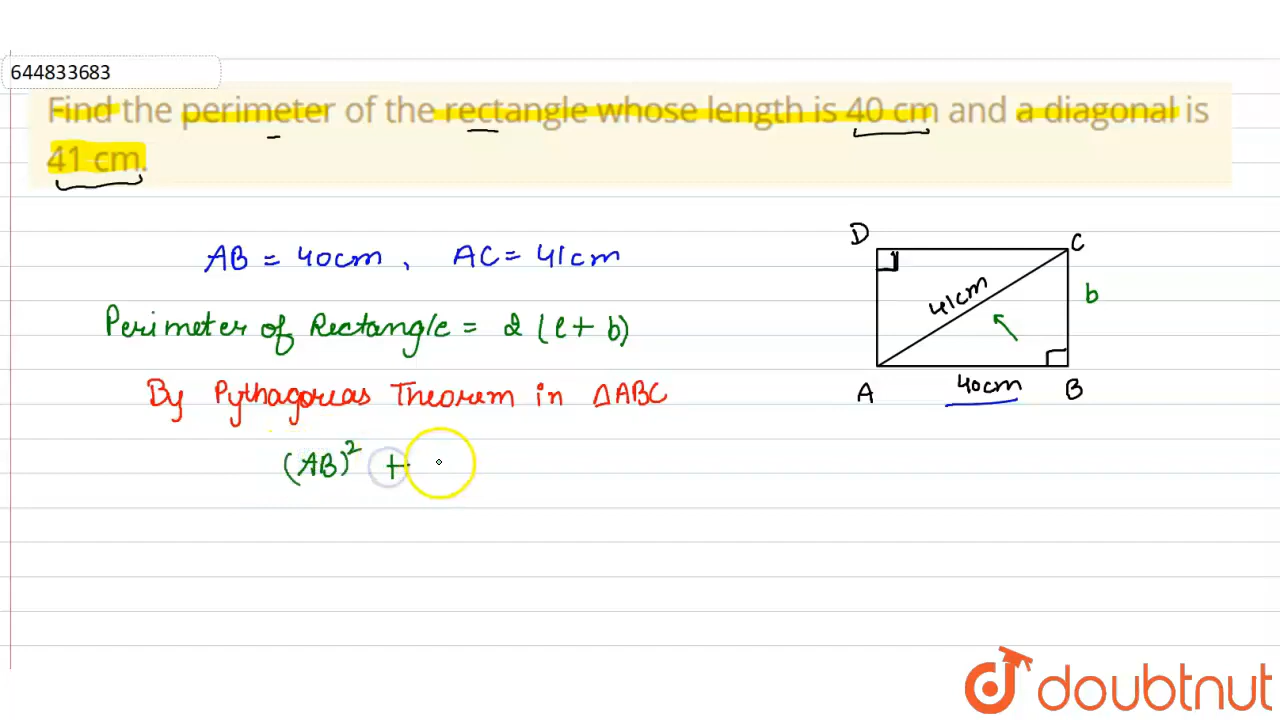 644833683
Find the perimeter of the rectangle whose length is 40 cm and a diagonal is
41 cm.
AB = 40cm, AC = 41cm
Perimeter of Rectangle = 2 (l + b)
By Pythagoreas Theorem in ΔABC
(AB)² +
D
C
41cm
b
A
40cm
B
doubtnut